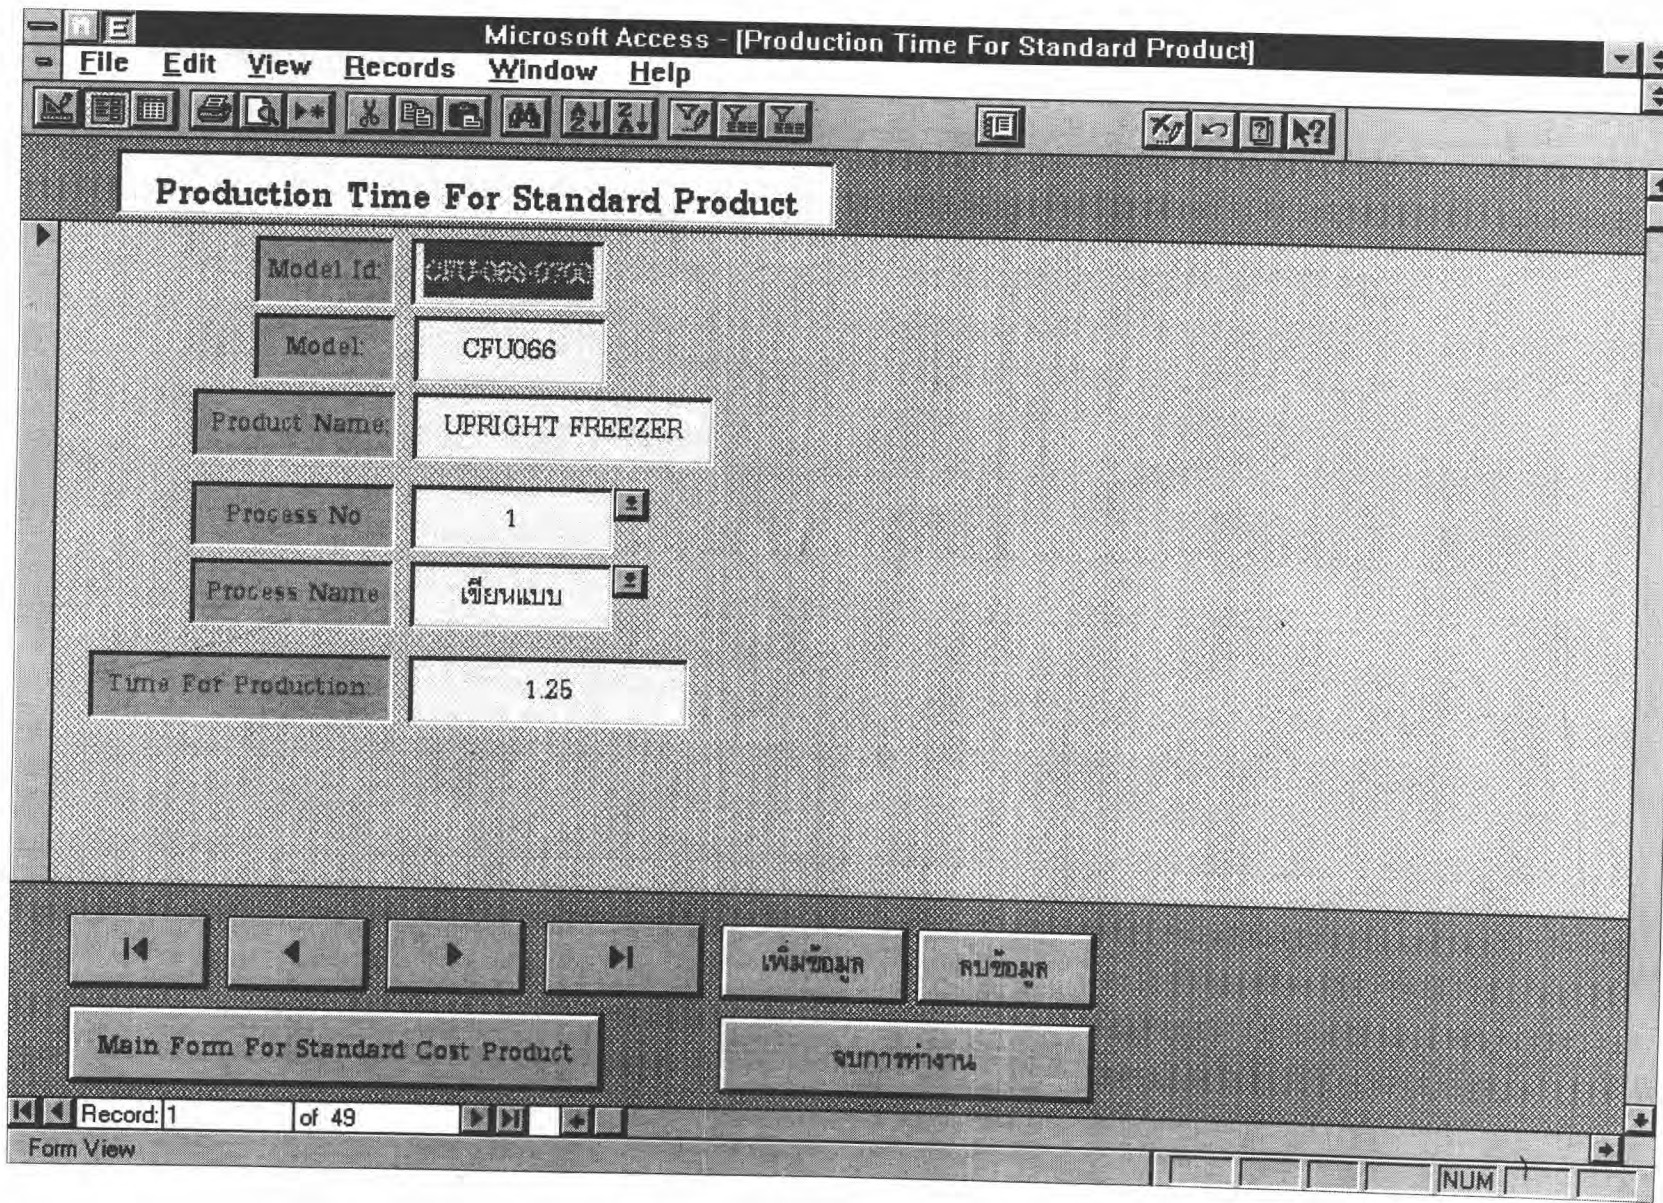 Microsoft Access - [Production Time For Standard Product]
File Edit View Records Window Help
Production Time For Standard Product
Model Id:
Model: CFU066
Product Name: UPRIGHT FREEZER
Process No 1
Process Name เขียนแบบ
Time For Production: 1.25
เพิ่มข้อมูล ลบข้อมูล
Main Form For Standard Cost Product จบการทำงาน
Record: 1 of 49
Form View
NUM